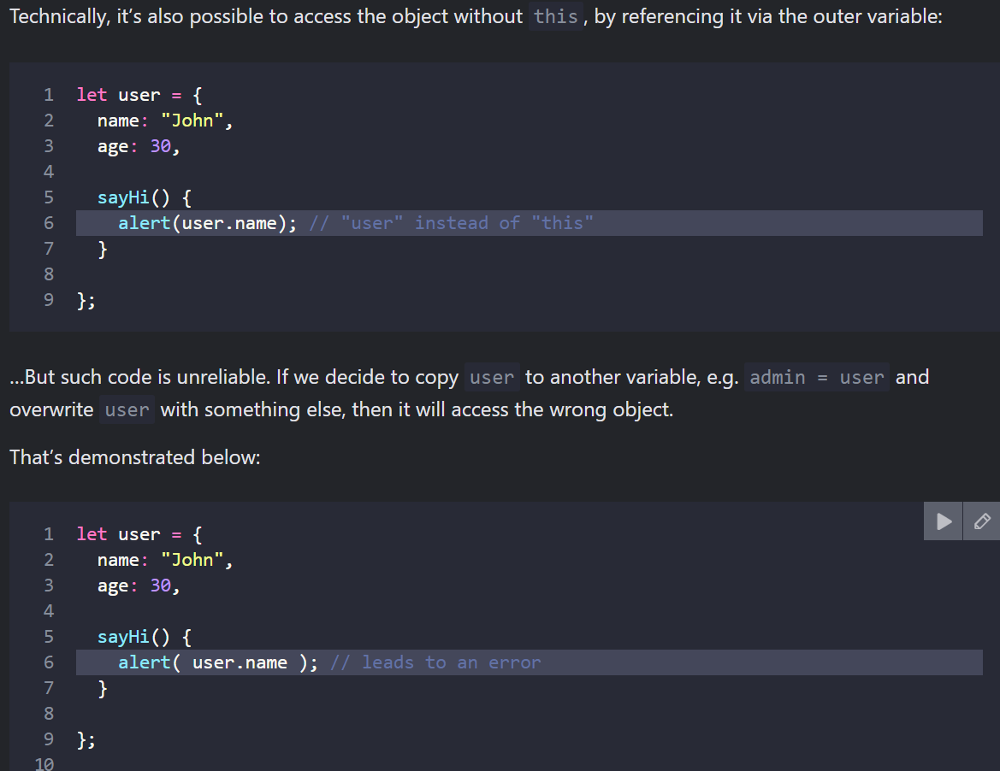 Technically, it’s also possible to access the object without this, by referencing it via the outer variable:
1 let user = {
2   name: "John",
3   age: 30,
4
5   sayHi() {
6     alert(user.name); // "user" instead of "this"
7   }
8
9 };
…But such code is unreliable. If we decide to copy user to another variable, e.g. admin = user and
overwrite user with something else, then it will access the wrong object.
That’s demonstrated below:
1 let user = {
2   name: "John",
3   age: 30,
4
5   sayHi() {
6     alert( user.name ); // leads to an error
7   }
8
9 };
10